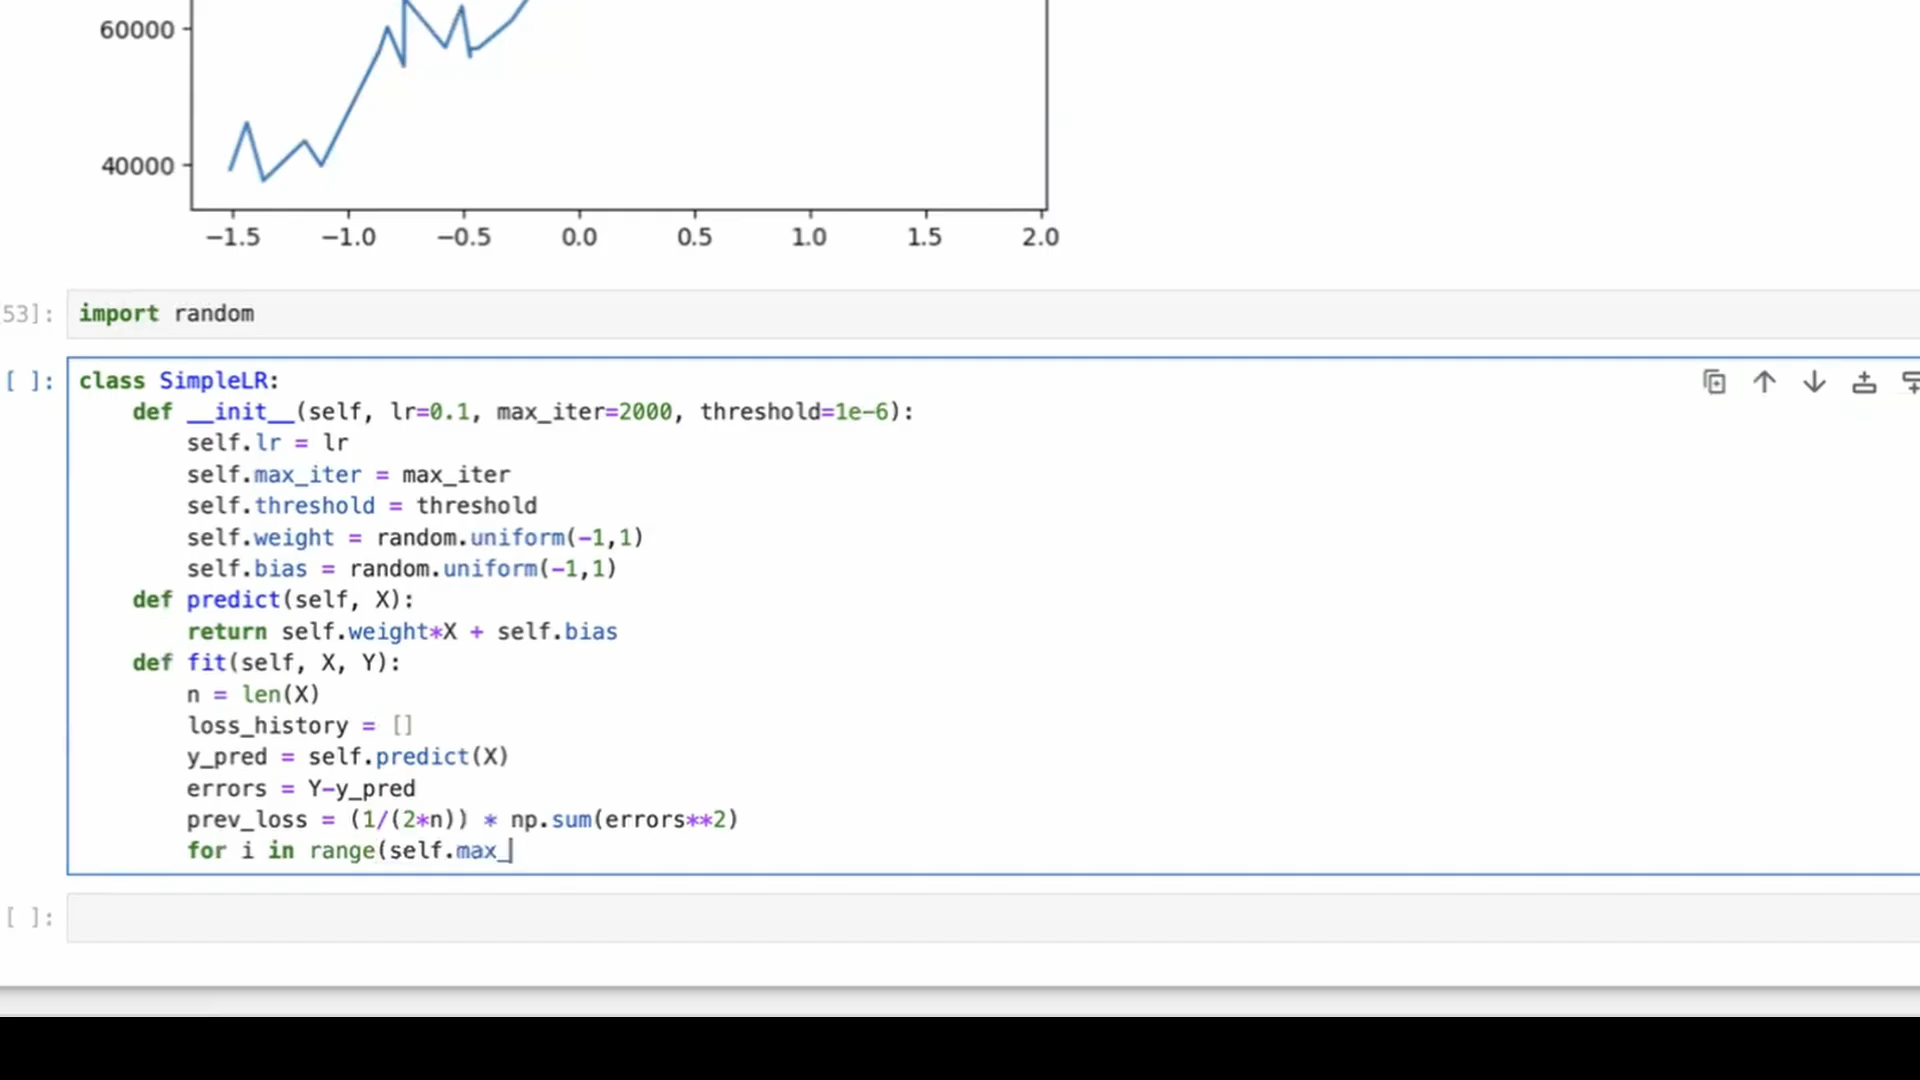 60000
40000
−1.5 −1.0 −0.5 0.0 0.5 1.0 1.5 2.0
53]: import random
[ ]: class SimpleLR:
    def __init__(self, lr=0.1, max_iter=2000, threshold=1e-6):
        self.lr = lr
        self.max_iter = max_iter
        self.threshold = threshold
        self.weight = random.uniform(-1,1)
        self.bias = random.uniform(-1,1)
    def predict(self, X):
        return self.weight*X + self.bias
    def fit(self, X, Y):
        n = len(X)
        loss_history = []
        y_pred = self.predict(X)
        errors = Y-y_pred
        prev_loss = (1/(2*n)) * np.sum(errors**2)
        for i in range(self.max_
[ ]: